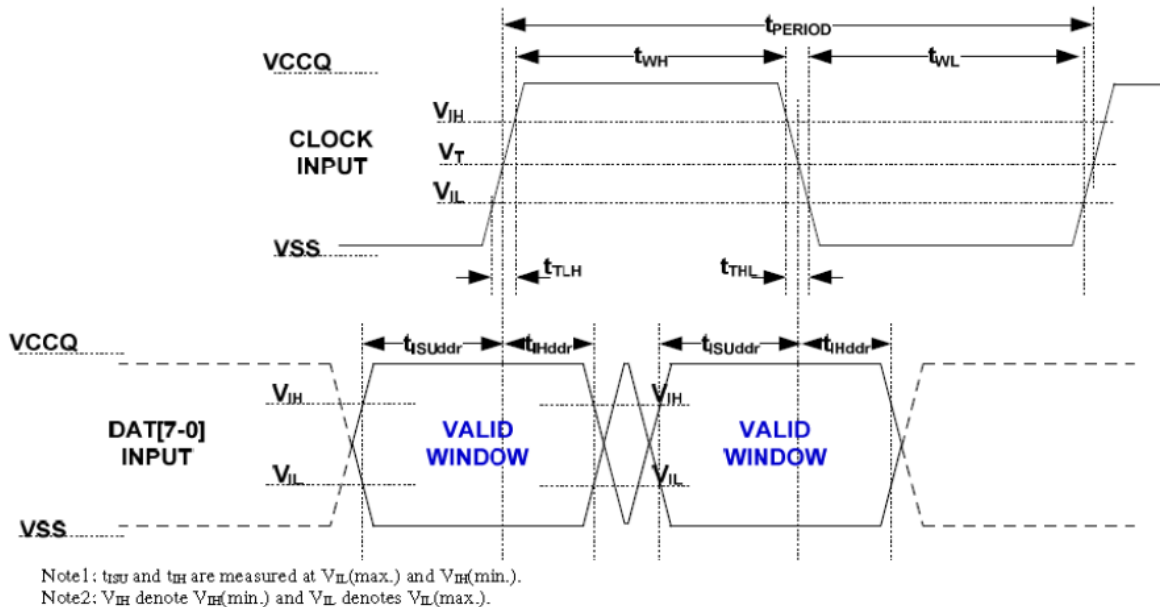 tPERIOD
VCCQ
tWH
tWL
VIH
CLOCK
INPUT
VT
VIL
VSS
tTLH
tTHL
VCCQ
tISUddr
tIHddr
tISUddr
tIHddr
VIH
VIH
DAT[7-0]
INPUT
VALID
WINDOW
VALID
WINDOW
VIL
VIL
VSS
Note1: tISU and tIH are measured at VIL(max.) and VIH(min.).
Note2: VIH denote VIH(min.) and VIL denotes VIL(max.).